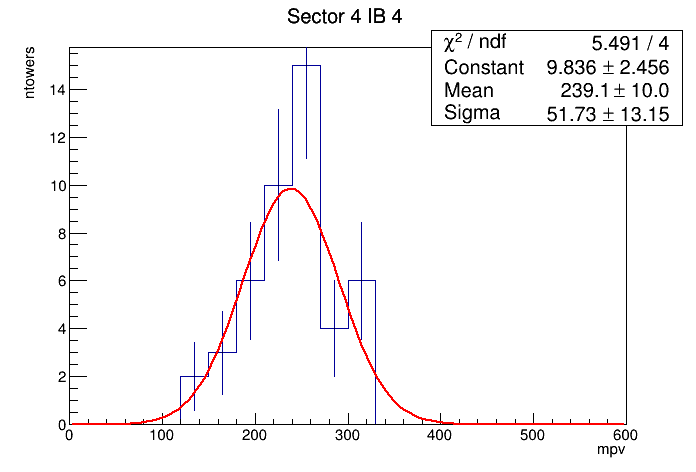 Sector 4 IB 4
χ² / ndf 5.491 / 4
Constant 9.836 ± 2.456
Mean 239.1 ± 10.0
Sigma 51.73 ± 13.15
ntowers
14
12
10
8
6
4
2
0
0 100 200 300 400 500 600
mpv